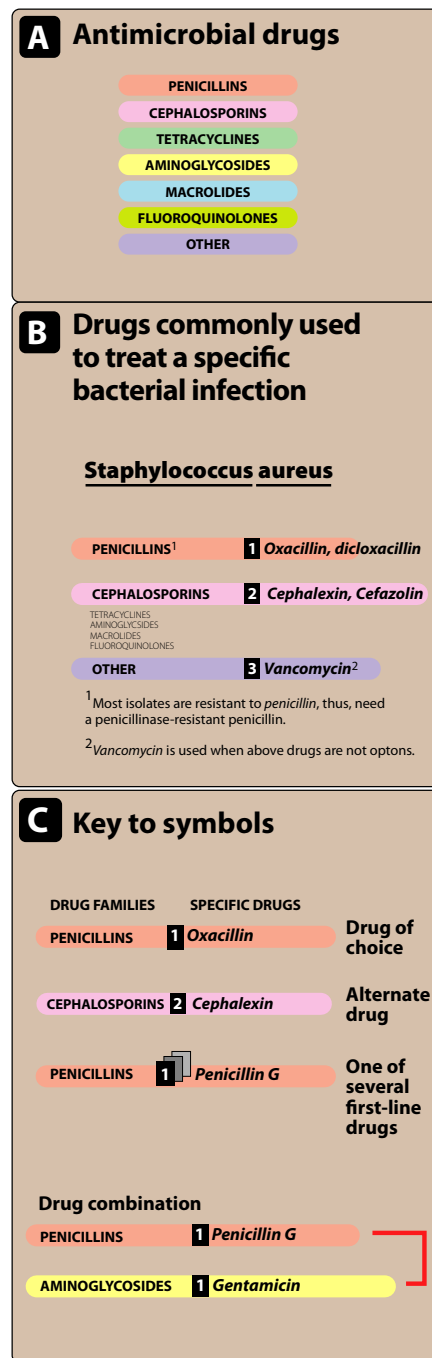 A Antimicrobial drugs
PENICILLINS
CEPHALOSPORINS
TETRACYCLINES
AMINOGLYCOSIDES
MACROLIDES
FLUOROQUINOLONES
OTHER
B Drugs commonly used
to treat a specific
bacterial infection
Staphylococcus aureus
PENICILLINS1 1 Oxacillin, dicloxacillin
CEPHALOSPORINS 2 Cephalexin, Cefazolin
TETRACYCLINES
AMINOGLYCSIDES
MACROLIDES
FLUOROQUINOLONES
OTHER 3 Vancomycin2
1Most isolates are resistant to penicillin, thus, need
a penicillinase-resistant penicillin.
2Vancomycin is used when above drugs are not optons.
C Key to symbols
DRUG FAMILIES SPECIFIC DRUGS
PENICILLINS 1 Oxacillin Drug of
choice
CEPHALOSPORINS 2 Cephalexin Alternate
drug
PENICILLINS 1 Penicillin G One of
several
first-line
drugs
Drug combination
PENICILLINS 1 Penicillin G
AMINOGLYCOSIDES 1 Gentamicin